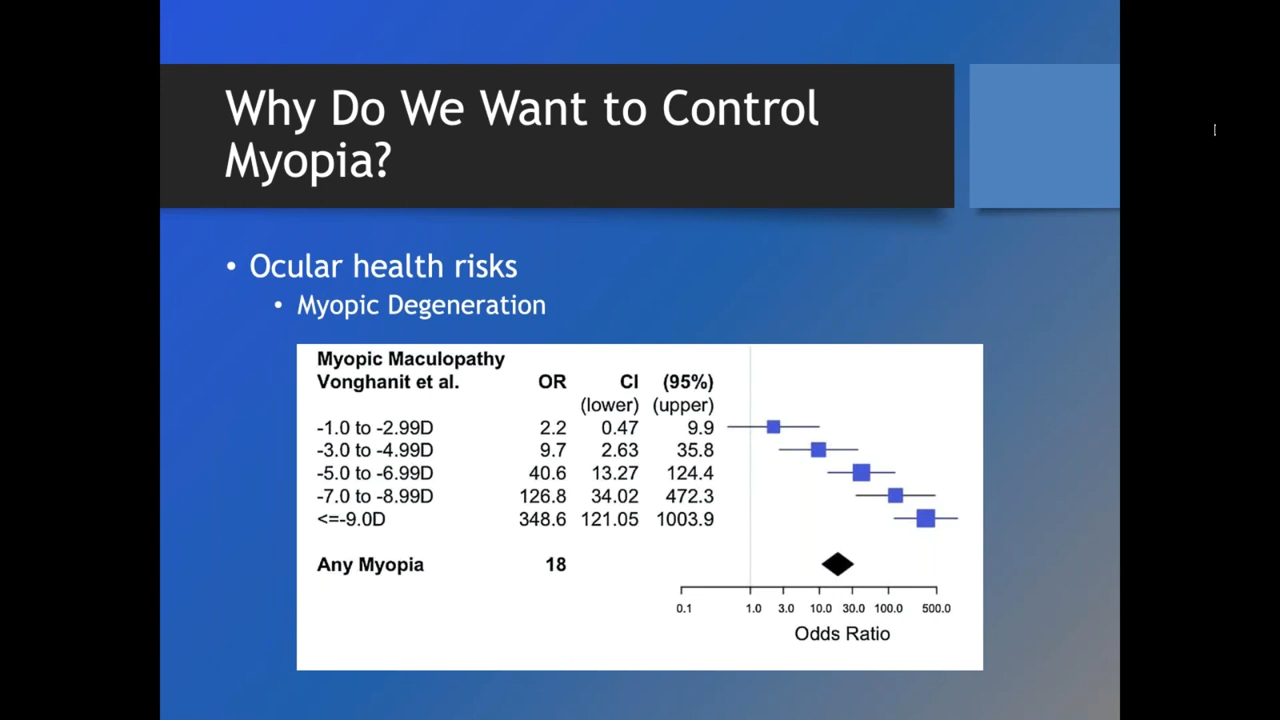 Why Do We Want to Control
Myopia?
• Ocular health risks
• Myopic Degeneration
Myopic Maculopathy
Vonghanit et al. OR CI (95%)
(lower) (upper)
-1.0 to -2.99D 2.2 0.47 9.9
-3.0 to -4.99D 9.7 2.63 35.8
-5.0 to -6.99D 40.6 13.27 124.4
-7.0 to -8.99D 126.8 34.02 472.3
<=-9.0D 348.6 121.05 1003.9
Any Myopia 18
0.1 1.0 3.0 10.0 30.0 100.0 500.0
Odds Ratio